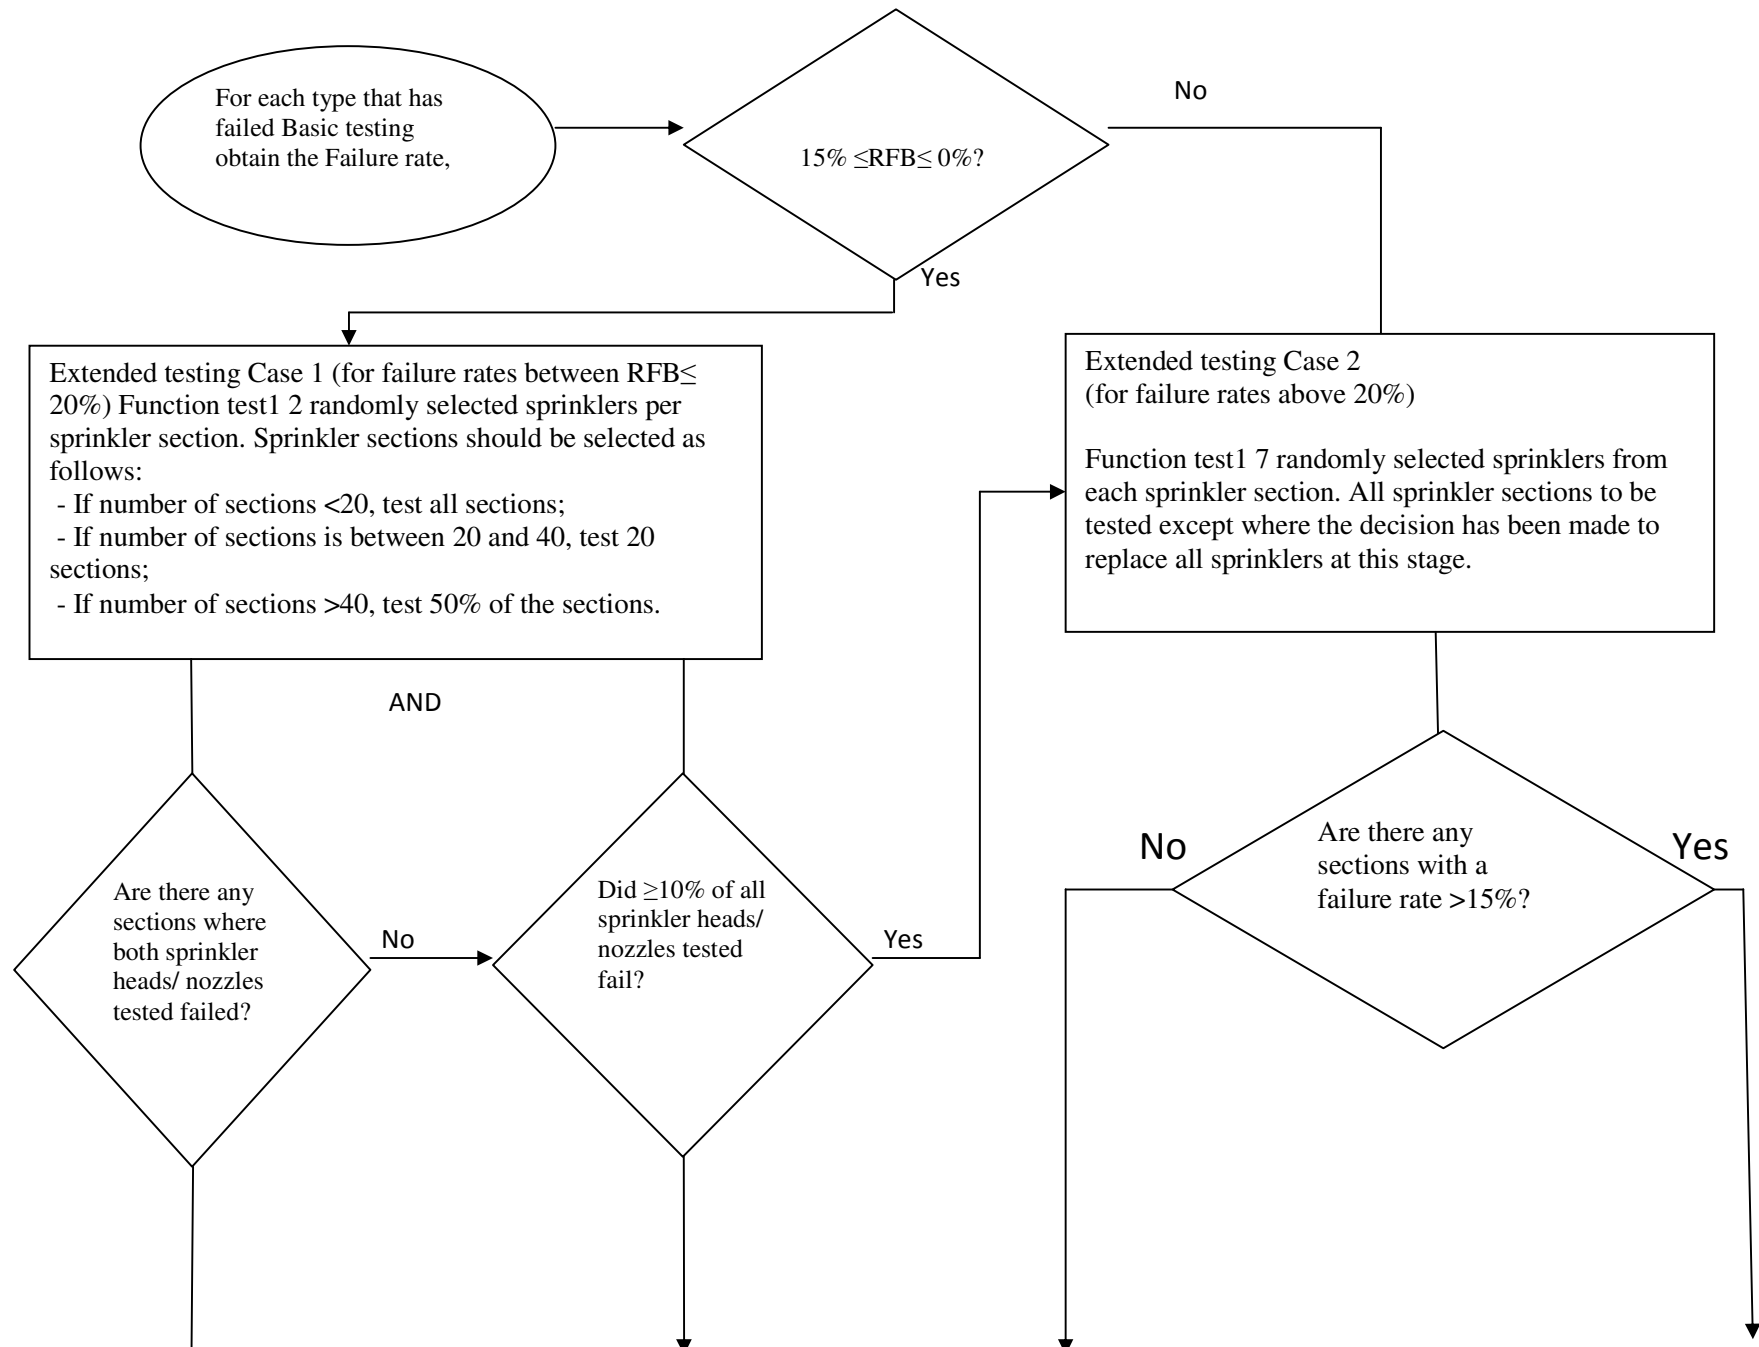 For each type that has
failed Basic testing
obtain the Failure rate,
15% ≤RFB≤ 0%?
No
Yes
Extended testing Case 1 (for failure rates between RFB≤
20%) Function test1 2 randomly selected sprinklers per
sprinkler section. Sprinkler sections should be selected as
follows:
- If number of sections <20, test all sections;
- If number of sections is between 20 and 40, test 20
sections;
- If number of sections >40, test 50% of the sections.
Extended testing Case 2
(for failure rates above 20%)
Function test1 7 randomly selected sprinklers from
each sprinkler section. All sprinkler sections to be
tested except where the decision has been made to
replace all sprinklers at this stage.
AND
Are there any
sections where
both sprinkler
heads/ nozzles
tested failed?
No
Did ≥10% of all
sprinkler heads/
nozzles tested
fail?
Yes
No
Are there any
sections with a
failure rate >15%?
Yes